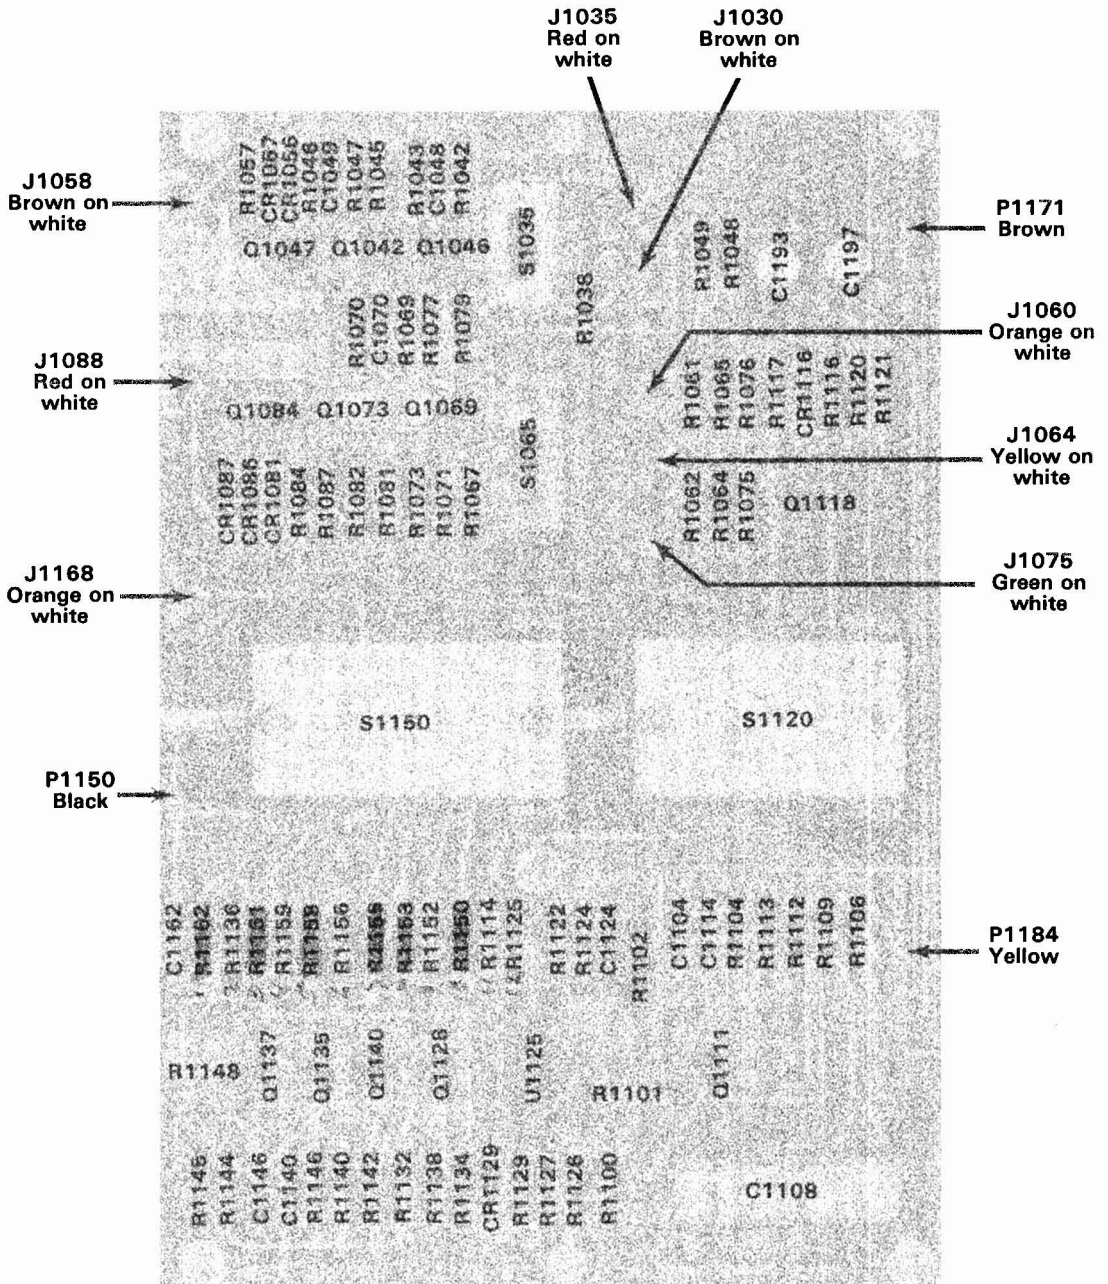 J1035
Red on
white
J1030
Brown on
white
J1058
Brown on
white
P1171
Brown
R1057 CR1057 CR1056 R1046 C1049 R1047 R1045 R1043 C1048 R1042
Q1047 Q1042 Q1046
S1035
R1038
R1049 R1048 C1193 C1197
J1060
Orange on
white
R1070 C1070 R1069 R1077 R1079
J1088
Red on
white
Q1084 Q1073 Q1069
R1061 R1065 R1076 R1117 CR1116 R1116 R1120 R1121
J1064
Yellow on
white
S1065
CR1087 CR1086 CR1081 R1084 R1087 R1082 R1081 R1073 R1071 R1067
R1062 R1064 R1075
Q1118
J1168
Orange on
white
J1075
Green on
white
S1150
S1120
P1150
Black
C1162 R1162 R1136 R1159 R1156 R1152 R1114 R1125 R1122 R1124 C1124 R1102
C1104 C1114 R1104 R1113 R1112 R1109 R1106
P1184
Yellow
R1148 Q1137 Q1135 Q1140 Q1128 U1125 R1101 Q1111
R1145 R1144 C1146 C1140 R1146 R1140 R1142 R1132 R1138 R1134 CR1129 R1129 R1127 R1126 R1100
C1108